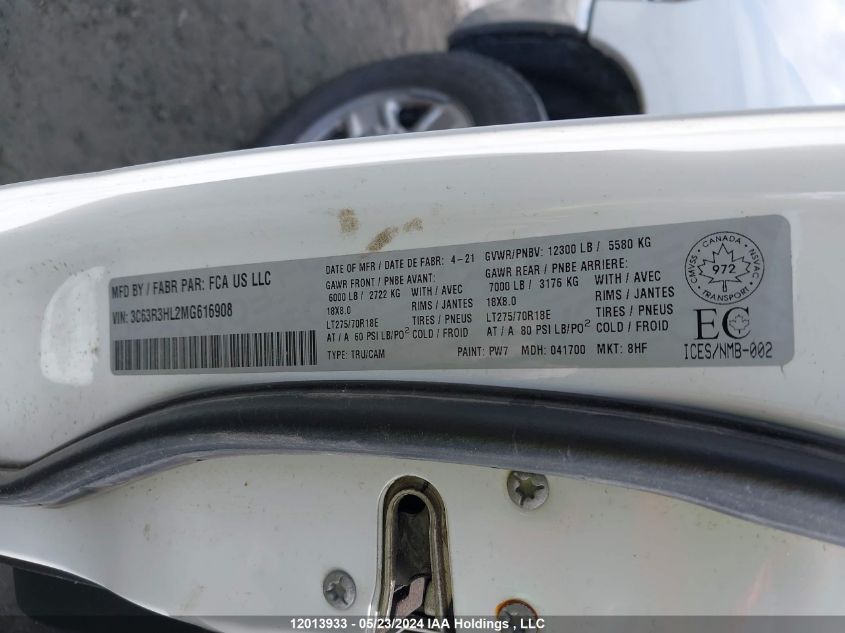 MFD BY / FABR PAR: FCA US LLC
VIN: 3C63R3HL2MG616908
DATE OF MFR / DATE DE FABR: 4-21
GVWR/PNBV: 12300 LB / 5580 KG
GAWR FRONT / PNBE AVANT:
6000 LB / 2722 KG WITH / AVEC
18X8.0 RIMS / JANTES
LT275/70R18E TIRES / PNEUS
AT / A 60 PSI LB/PO² COLD / FROID
GAWR REAR / PNBE ARRIERE:
7000 LB / 3176 KG WITH / AVEC
18X8.0 RIMS / JANTES
LT275/70R18E TIRES / PNEUS
AT / A 80 PSI LB/PO² COLD / FROID
TYPE: TRU/CAM PAINT: PW7 MDH: 041700 MKT: 8HF
CANADA
CMVSS 972 NSVAC
TRANSPORT
EC
ICES/NMB-002
12013933 - 05/23/2024 IAA Holdings , LLC